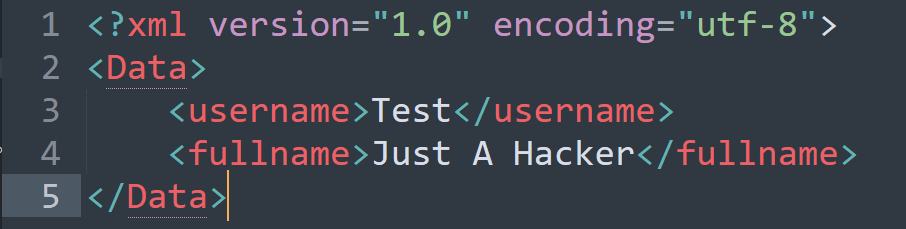 1 <?xml version="1.0" encoding="utf-8">
2 <Data>
3     <username>Test</username>
4     <fullname>Just A Hacker</fullname>
5 </Data>